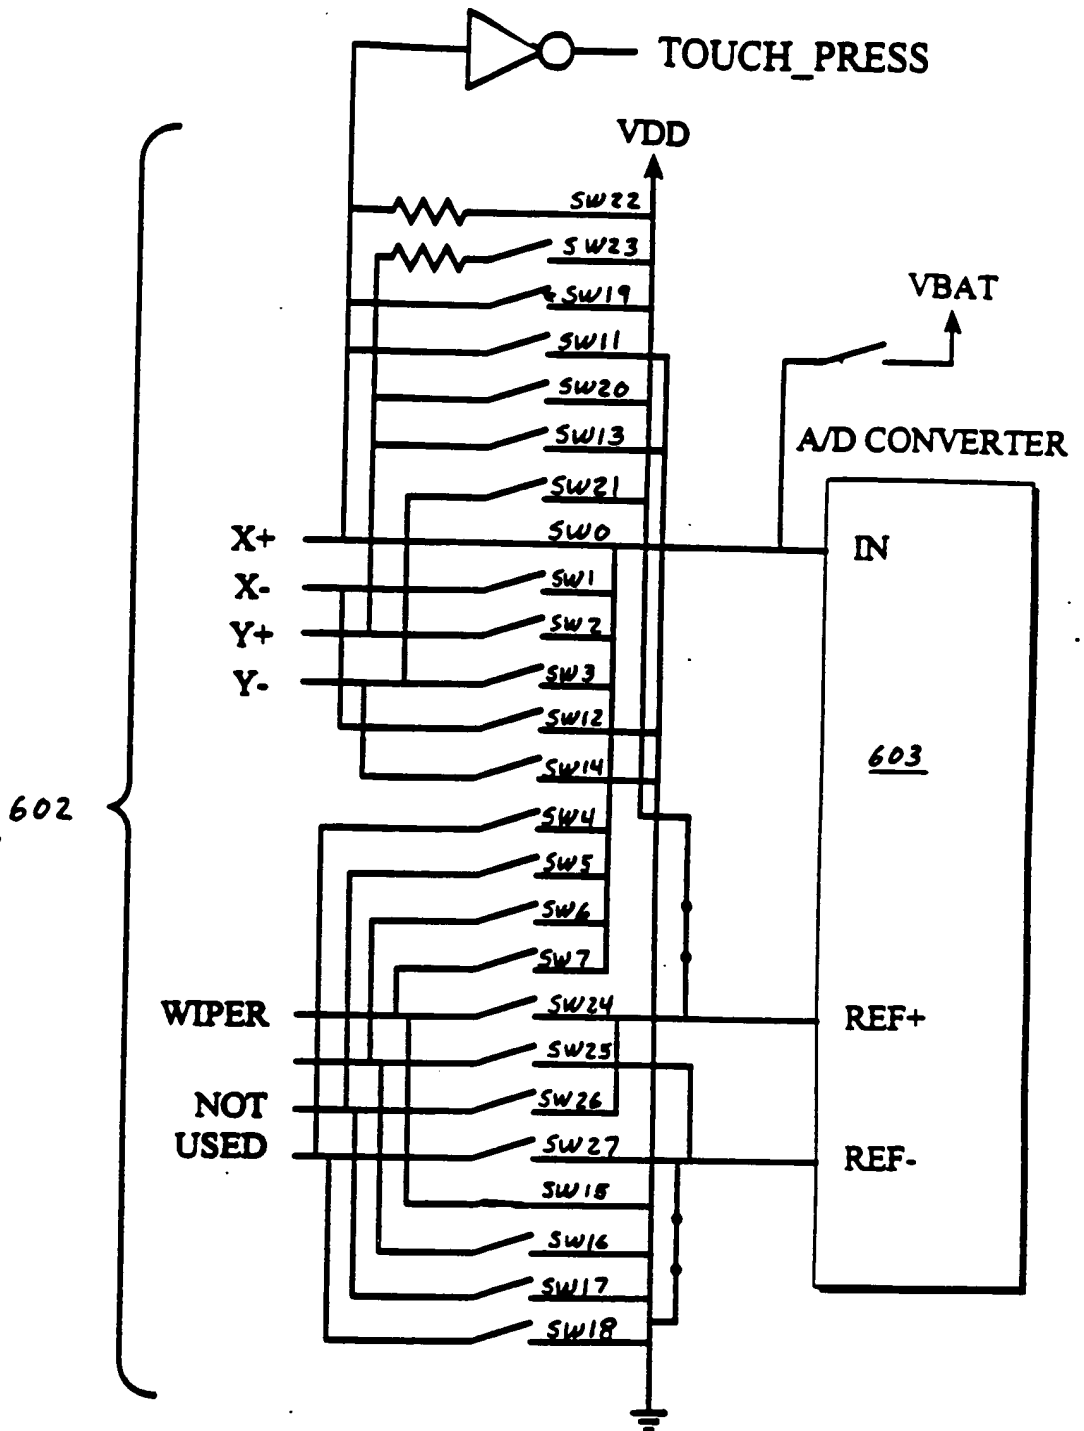 TOUCH_PRESS
VDD
SW22
SW23
SW19
VBAT
SW11
SW20
SW13
A/D CONVERTER
SW21
X+
SW0
IN
X-
SW1
Y+
SW2
Y-
SW3
SW12
603
SW14
602
SW4
SW5
SW6
SW7
WIPER
SW24
REF+
SW25
NOT
SW26
USED
SW27
REF-
SW15
SW16
SW17
SW18